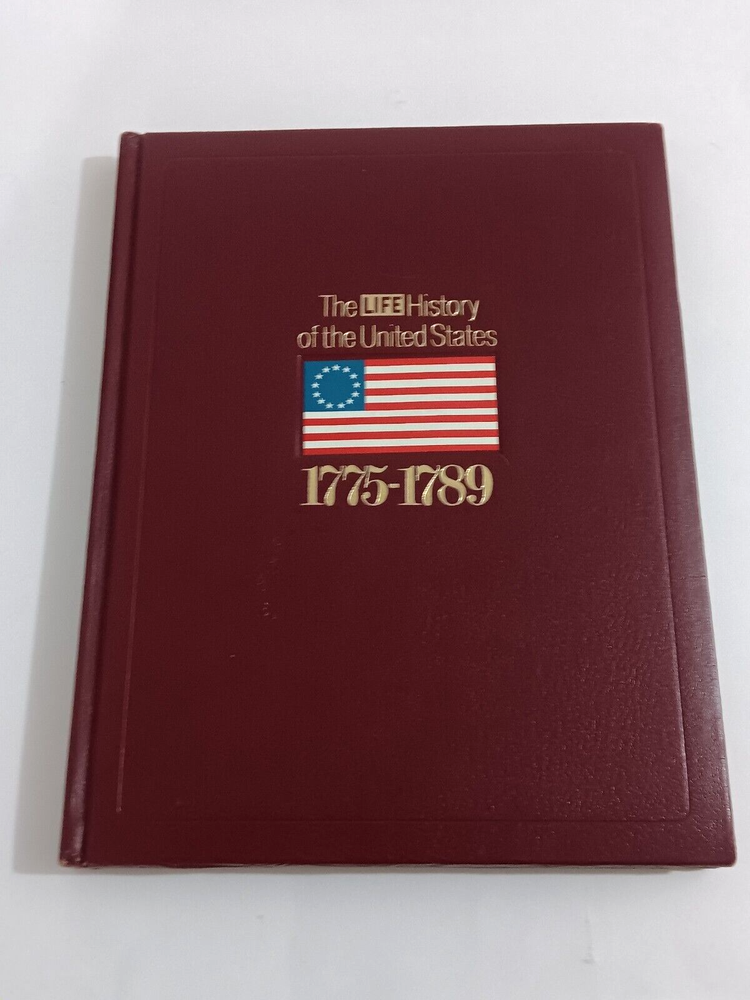 The LIFE History
of the United States
1775-1789